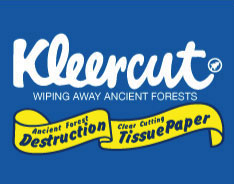 Kleercut
WIPING AWAY ANCIENT FORESTS
Ancient Forest
Destruction
Clear Cutting
TissuePaper